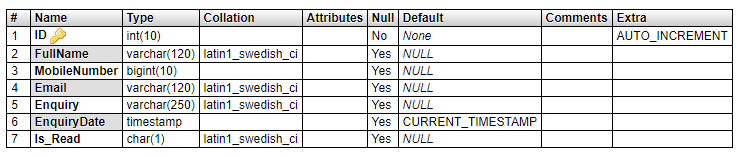 # Name Type Collation Attributes Null Default Comments Extra
1 ID int(10) No None AUTO_INCREMENT
2 FullName varchar(120) latin1_swedish_ci Yes NULL
3 MobileNumber bigint(10) Yes NULL
4 Email varchar(120) latin1_swedish_ci Yes NULL
5 Enquiry varchar(250) latin1_swedish_ci Yes NULL
6 EnquiryDate timestamp Yes CURRENT_TIMESTAMP
7 Is_Read char(1) latin1_swedish_ci Yes NULL